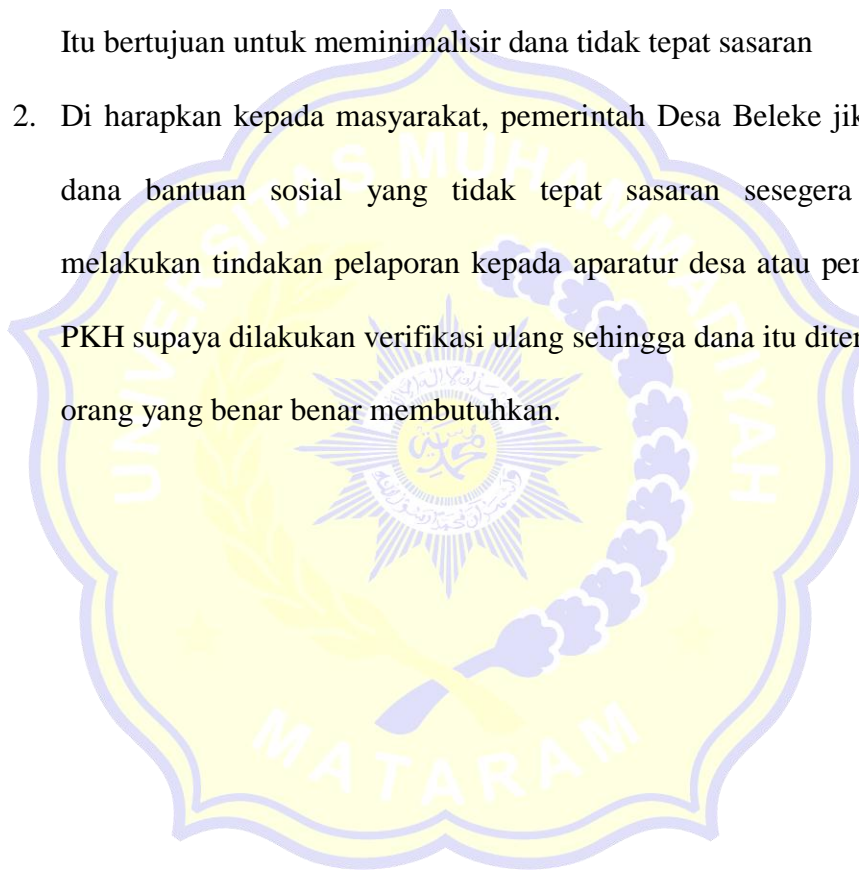 Itu bertujuan untuk meminimalisir dana tidak tepat sasaran
2. Di harapkan kepada masyarakat, pemerintah Desa Beleke
dana bantuan sosial yang tidak tepat sasaran sesegera
melakukan tindakan pelaporan kepada aparatur desa atau
PKH supaya dilakukan verifikasi ulang sehingga dana itu
orang yang benar benar membutuhkan.
UNIVERSITAS MUHAMMADIYAH
MATARAM